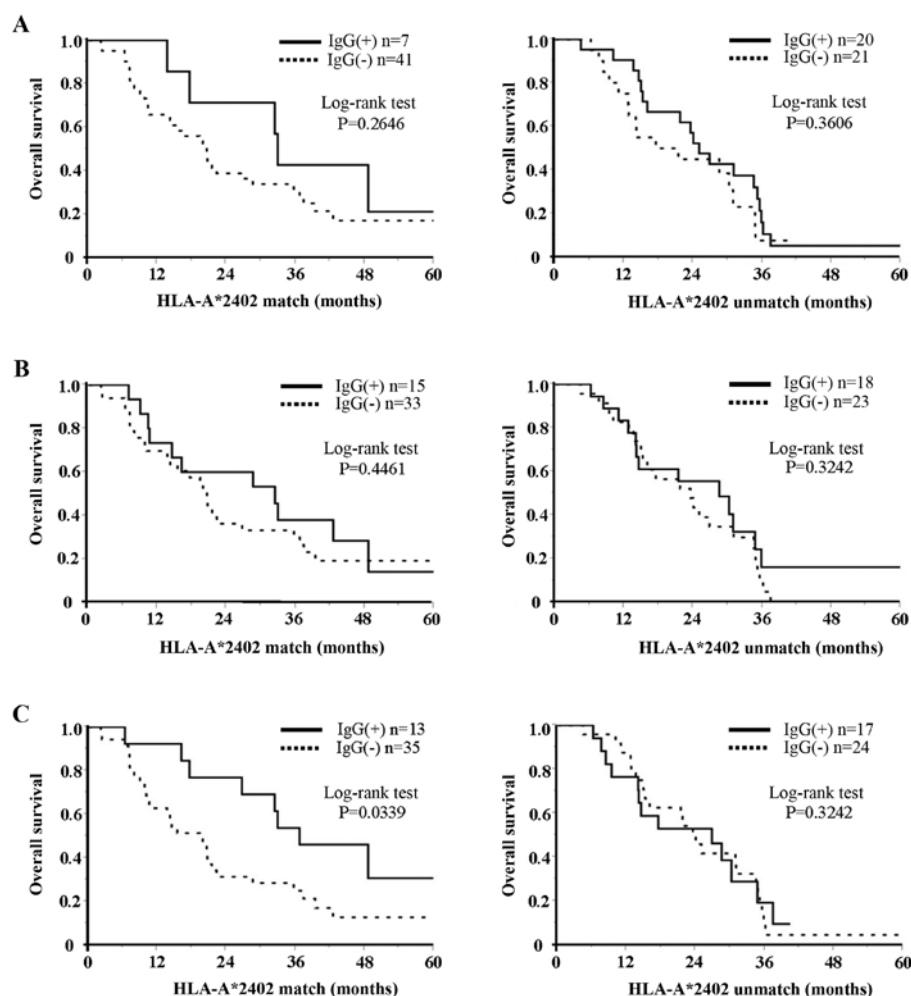 A
IgG(+) n=7
IgG(-) n=41
Log-rank test
P=0.2646
Overall survival
1.0
0.8
0.6
0.4
0.2
0
0 12 24 36 48 60
HLA-A*2402 match (months)
IgG(+) n=20
IgG(-) n=21
Log-rank test
P=0.3606
Overall survival
1.0
0.8
0.6
0.4
0.2
0
0 12 24 36 48 60
HLA-A*2402 unmatch (months)
B
IgG(+) n=15
IgG(-) n=33
Log-rank test
P=0.4461
Overall survival
1.0
0.8
0.6
0.4
0.2
0
0 12 24 36 48 60
HLA-A*2402 match (months)
IgG(+) n=18
IgG(-) n=23
Log-rank test
P=0.3242
Overall survival
1.0
0.8
0.6
0.4
0.2
0
0 12 24 36 48 60
HLA-A*2402 unmatch (months)
C
IgG(+) n=13
IgG(-) n=35
Log-rank test
P=0.0339
Overall survival
1.0
0.8
0.6
0.4
0.2
0
0 12 24 36 48 60
HLA-A*2402 match (months)
IgG(+) n=17
IgG(-) n=24
Log-rank test
P=0.3242
Overall survival
1.0
0.8
0.6
0.4
0.2
0
0 12 24 36 48 60
HLA-A*2402 unmatch (months)